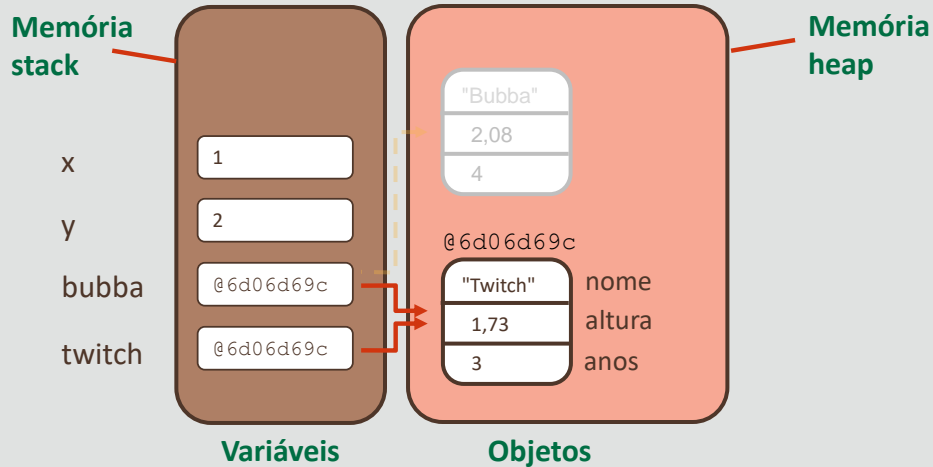 Memória
stack
Memória
heap
"Bubba"
2,08
4
x
1
y
2
@6d06d69c
bubba
@6d06d69c
"Twitch"
nome
1,73
altura
twitch
@6d06d69c
3
anos
Variáveis
Objetos